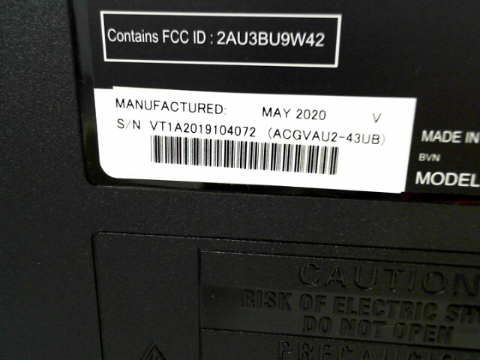 Contains FCC ID : 2AU3BU9W42
MANUFACTURED: MAY 2020 V
S/N VT1A2019104072 (ACGVAU2-43UB)
MADE IN
BVN
MODEL
CAUTION
RISK OF ELECTRIC SH
DO NOT OPEN